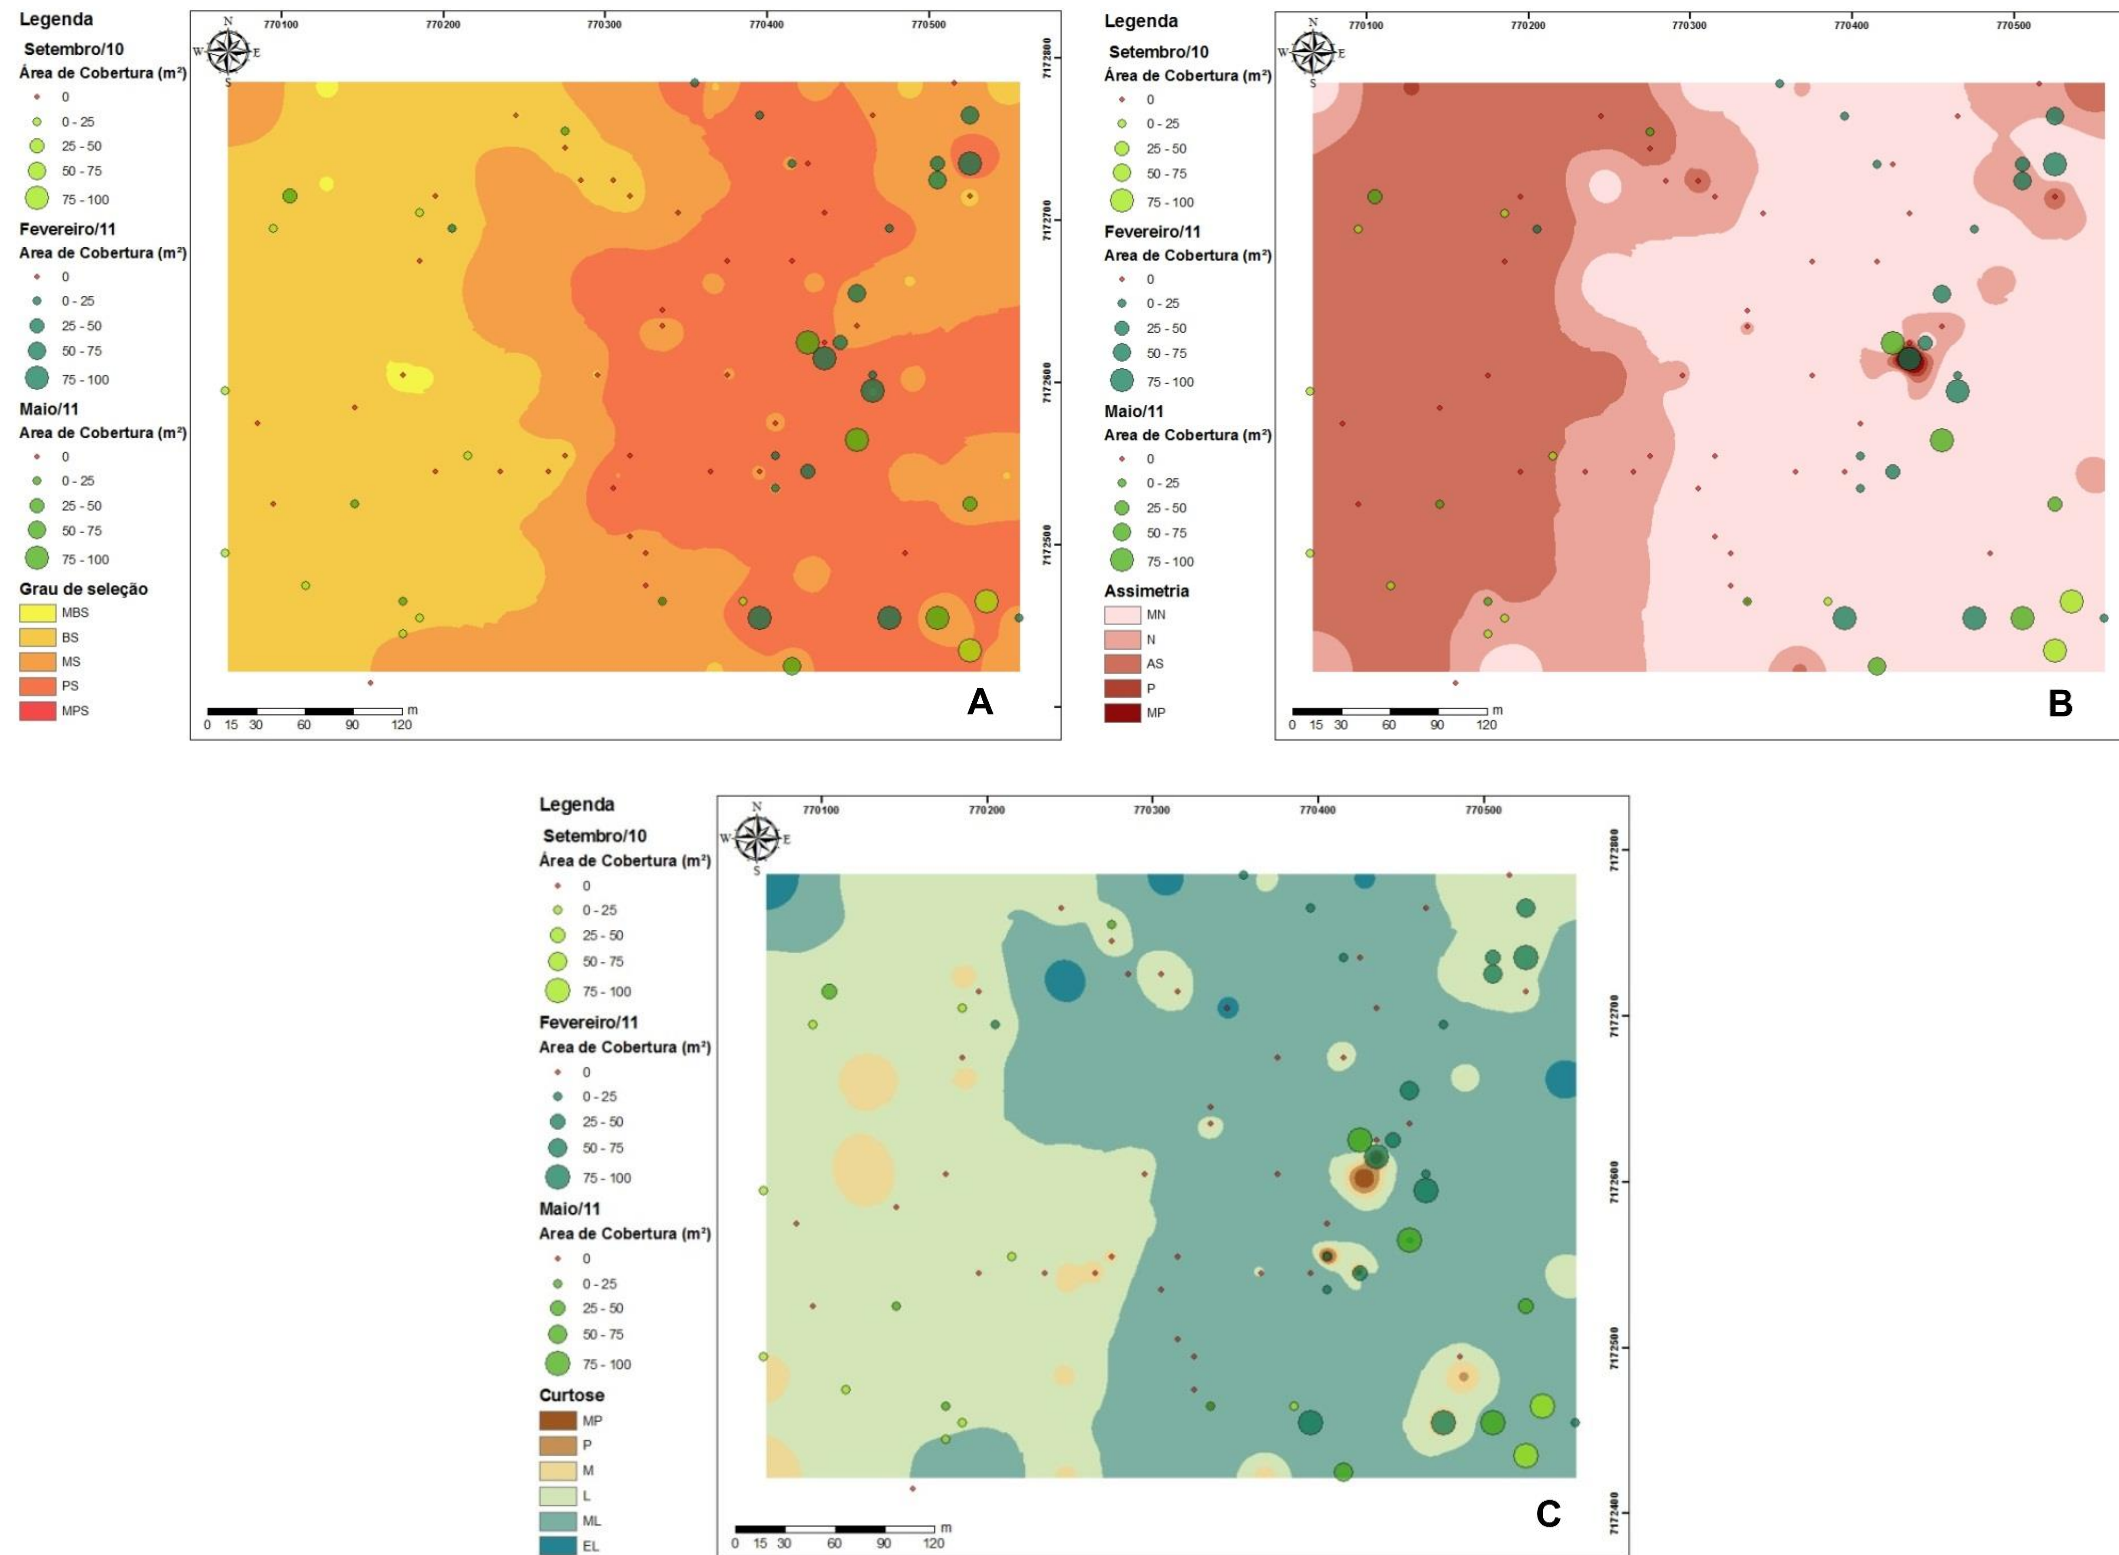 Legenda
Setembro/10
Área de Cobertura (m²)
0
0 - 25
25 - 50
50 - 75
75 - 100
Fevereiro/11
Area de Cobertura (m²)
0
0 - 25
25 - 50
50 - 75
75 - 100
Maio/11
Area de Cobertura (m²)
0
0 - 25
25 - 50
50 - 75
75 - 100
Grau de seleção
MBS
BS
MS
PS
MPS
770100 770200 770300 770400 770500
N
W E
S
7172800
7172700
7172600
7172500
A
m
0 15 30 60 90 120
Legenda
Setembro/10
Área de Cobertura (m²)
0
0 - 25
25 - 50
50 - 75
75 - 100
Fevereiro/11
Area de Cobertura (m²)
0
0 - 25
25 - 50
50 - 75
75 - 100
Maio/11
Area de Cobertura (m²)
0
0 - 25
25 - 50
50 - 75
75 - 100
Assimetria
MN
N
AS
P
MP
770100 770200 770300 770400 770500
N
W E
S
B
m
0 15 30 60 90 120
Legenda
Setembro/10
Área de Cobertura (m²)
0
0 - 25
25 - 50
50 - 75
75 - 100
Fevereiro/11
Area de Cobertura (m²)
0
0 - 25
25 - 50
50 - 75
75 - 100
Maio/11
Area de Cobertura (m²)
0
0 - 25
25 - 50
50 - 75
75 - 100
Curtose
MP
P
M
L
ML
EL
770100 770200 770300 770400 770500
N
W E
S
7172800
7172700
7172600
7172500
7172400
C
m
0 15 30 60 90 120